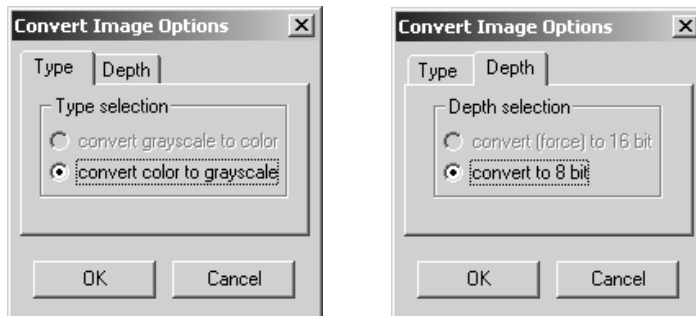 Convert Image Options
Type Depth
Type selection
convert grayscale to color
convert color to grayscale
OK Cancel
Convert Image Options
Type Depth
Depth selection
convert (force) to 16 bit
convert to 8 bit
OK Cancel